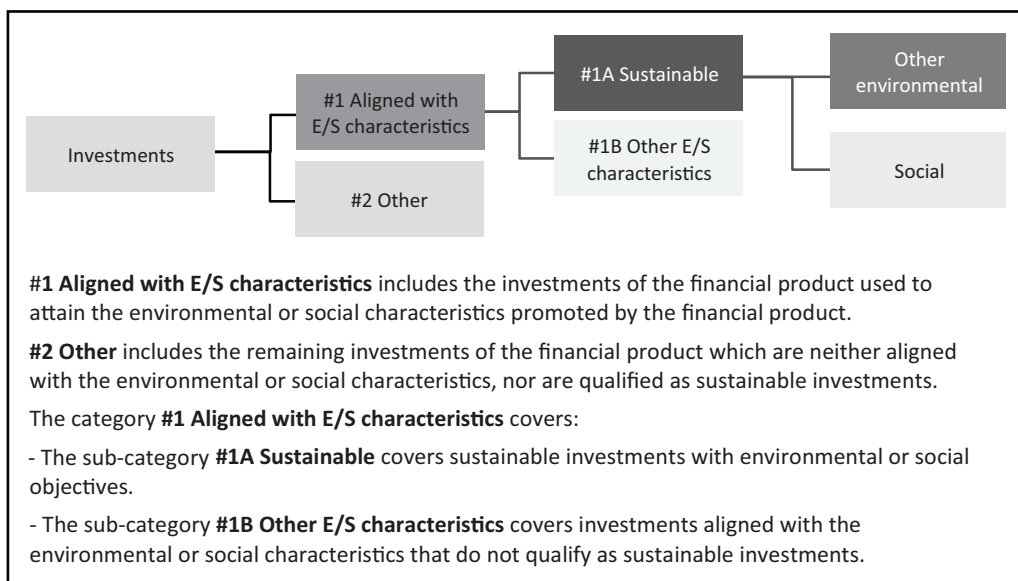 Investments
#1 Aligned with
E/S characteristics
#2 Other
#1A Sustainable
#1B Other E/S
characteristics
Other
environmental
Social
#1 Aligned with E/S characteristics includes the investments of the financial product used to
attain the environmental or social characteristics promoted by the financial product.
#2 Other includes the remaining investments of the financial product which are neither aligned
with the environmental or social characteristics, nor are qualified as sustainable investments.
The category #1 Aligned with E/S characteristics covers:
- The sub-category #1A Sustainable covers sustainable investments with environmental or social
objectives.
- The sub-category #1B Other E/S characteristics covers investments aligned with the
environmental or social characteristics that do not qualify as sustainable investments.